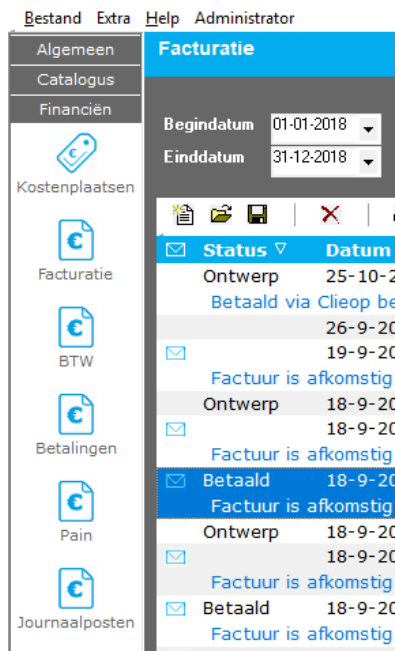 Bestand Extra Help Administrator
Algemeen
Catalogus
Financiën
Kostenplaatsen
Facturatie
BTW
Betalingen
Pain
Journaalposten
Facturatie
Begindatum 01-01-2018
Einddatum 31-12-2018
Status Datum
Ontwerp 25-10-2
Betaald via Clieop be
26-9-20
19-9-20
Factuur is afkomstig
Ontwerp 18-9-20
18-9-20
Factuur is afkomstig
Betaald 18-9-20
Factuur is afkomstig
Ontwerp 18-9-20
18-9-20
Factuur is afkomstig
Betaald 18-9-20
Factuur is afkomstig